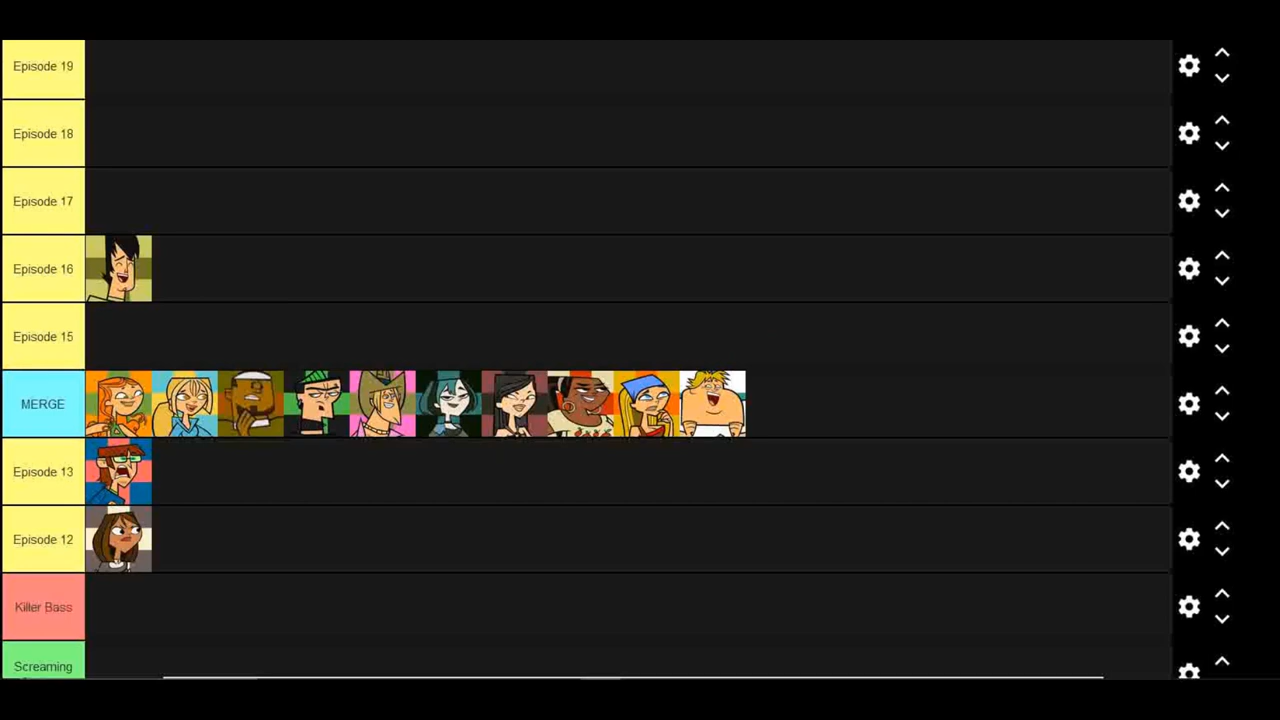 Episode 19
Episode 18
Episode 17
Episode 16
Episode 15
MERGE
Episode 13
Episode 12
Killer Bass
Screaming